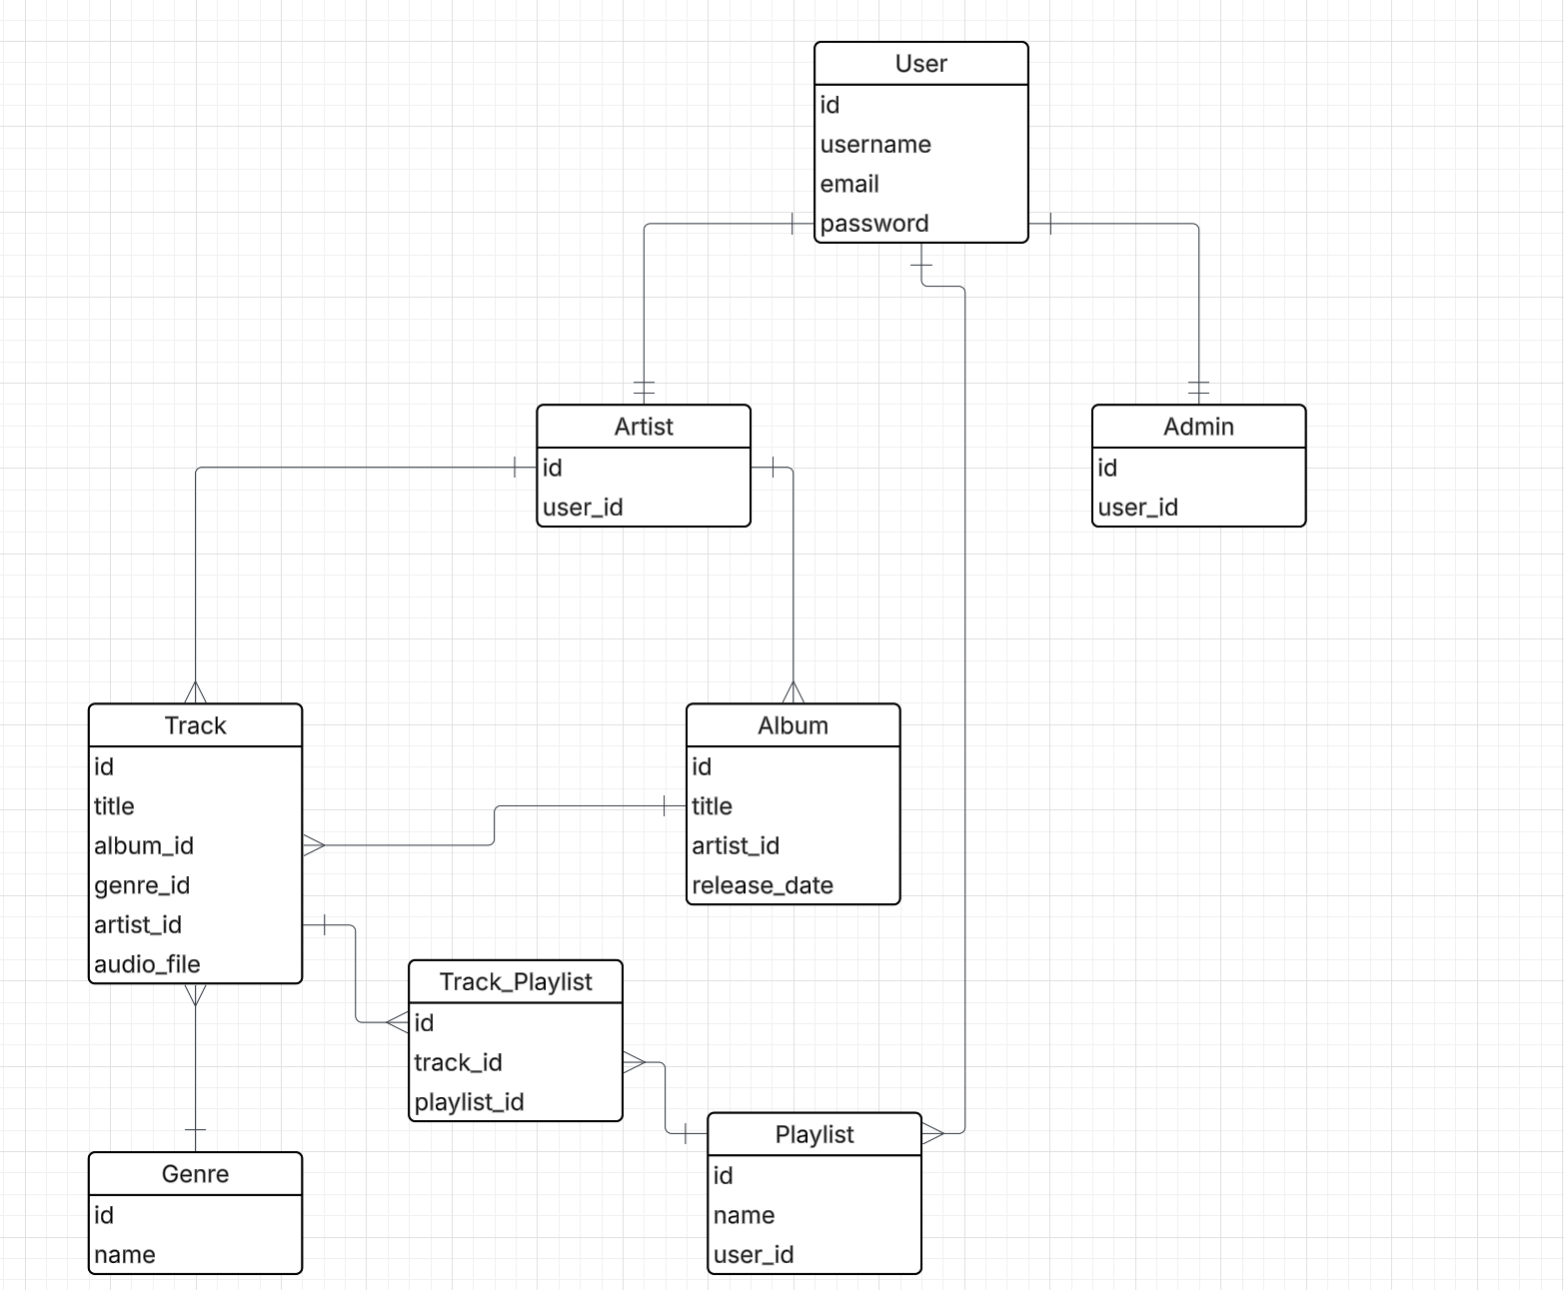 User
id
username
email
password
Artist
id
user_id
Admin
id
user_id
Track
id
title
album_id
genre_id
artist_id
audio_file
Album
id
title
artist_id
release_date
Track_Playlist
id
track_id
playlist_id
Playlist
id
name
user_id
Genre
id
name